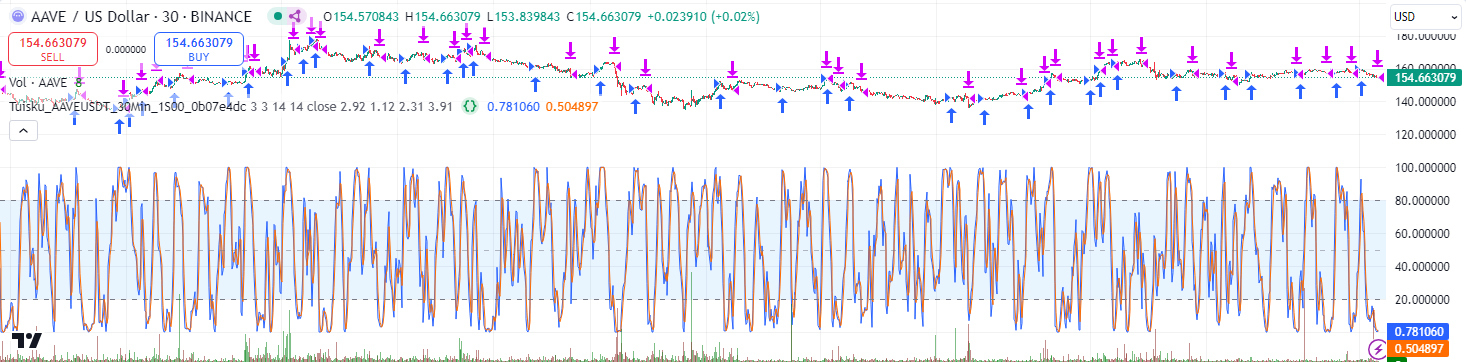 AAVE / US Dollar · 30 · BINANCE O154.570843 H154.663079 L153.839843 C154.663079 +0.023910 (+0.02%)
USD
154.663079 SELL
0.000000
154.663079 BUY
Vol · AAVE 8
Tuisku_AAVEUSDT_30Min_1S00_0b07e4dc 3 3 14 14 close 2.92 1.12 2.31 3.91 {} 0.781060 0.504897
180.000000
160.000000
154.663079
140.000000
120.000000
100.000000
80.000000
60.000000
40.000000
20.000000
0.781060
0.504897